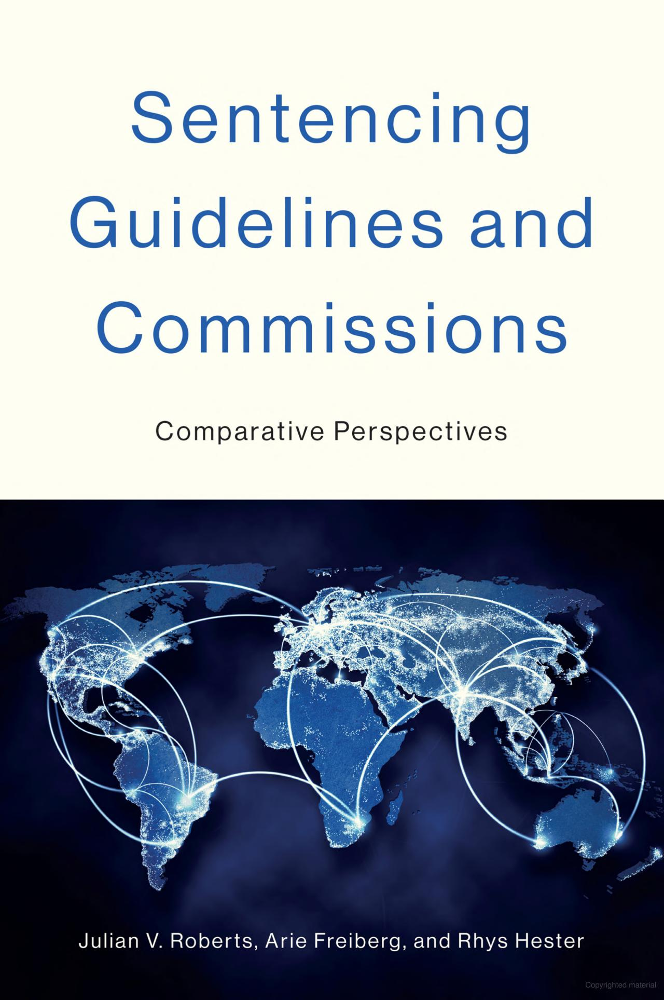 Sentencing
Guidelines and
Commissions
Comparative Perspectives
Julian V. Roberts, Arie Freiberg, and Rhys Hester
Copyrighted material